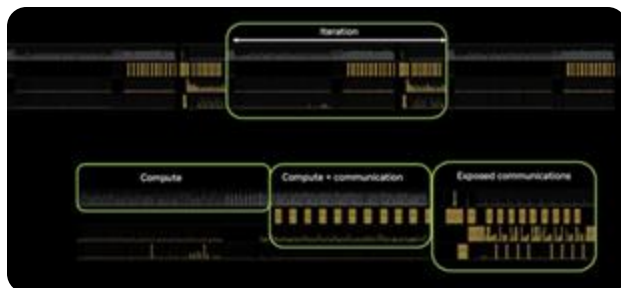 Iteration
Compute
Compute + communication
Exposed communications